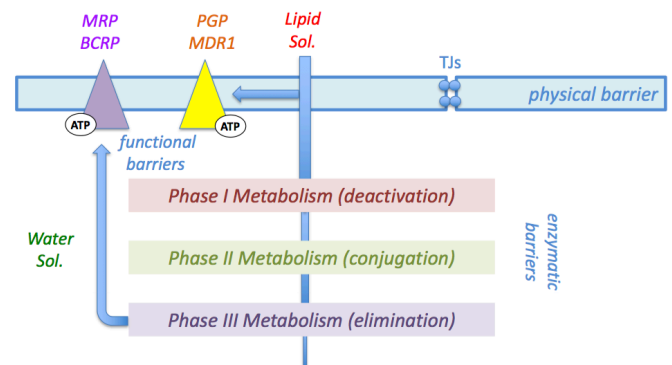 MRP
BCRP
PGP
MDR1
Lipid
Sol.
TJs
physical barrier
ATP
ATP
functional
barriers
Phase I Metabolism (deactivation)
Water
Sol.
Phase II Metabolism (conjugation)
enzymatic
barriers
Phase III Metabolism (elimination)